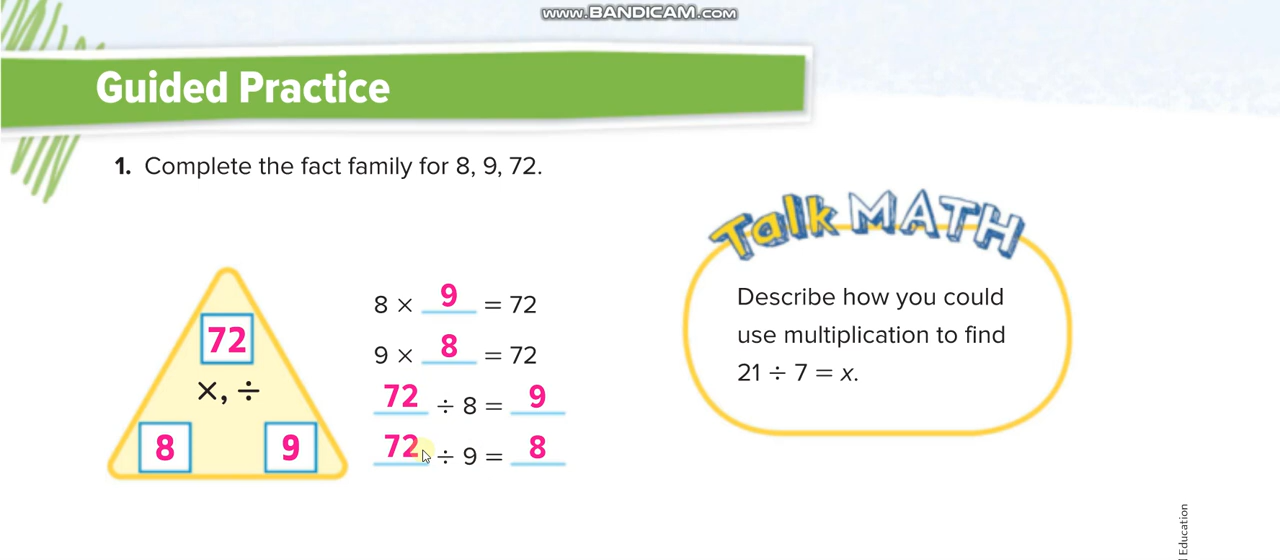 www.BANDICAM.com
Guided Practice
1. Complete the fact family for 8, 9, 72.
72
×, ÷
8 9
8 × 9 = 72
9 × 8 = 72
72 ÷ 8 = 9
72 ÷ 9 = 8
Talk MATH
Describe how you could
use multiplication to find
21 ÷ 7 = x.
Education